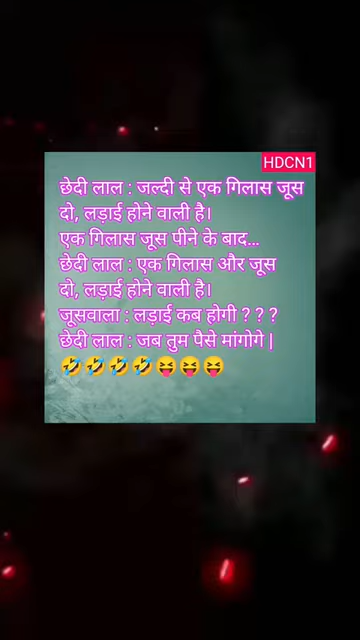 HDCN1
छेदी लाल : जल्दी से एक गिलास जूस
दो, लड़ाई होने वाली है।
एक गिलास जूस पीने के बाद...
छेदी लाल : एक गिलास और जूस
दो, लड़ाई होने वाली है।
जूसवाला : लड़ाई कब होगी ? ? ?
छेदी लाल : जब तुम पैसे मांगोगे |
🤣🤣🤣🤣😝😝😝